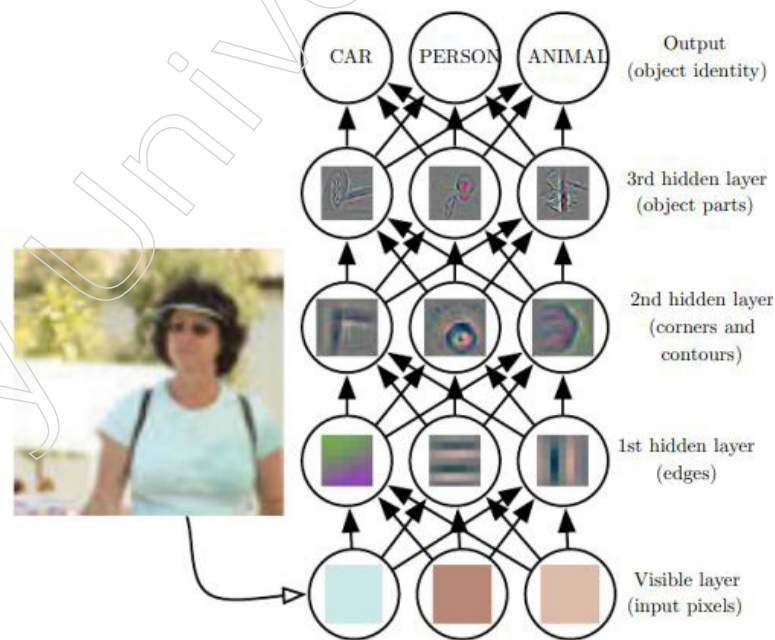 CAR
PERSON
ANIMAL
Output
(object identity)
3rd hidden layer
(object parts)
2nd hidden layer
(corners and
contours)
1st hidden layer
(edges)
Visible layer
(input pixels)
y Unive